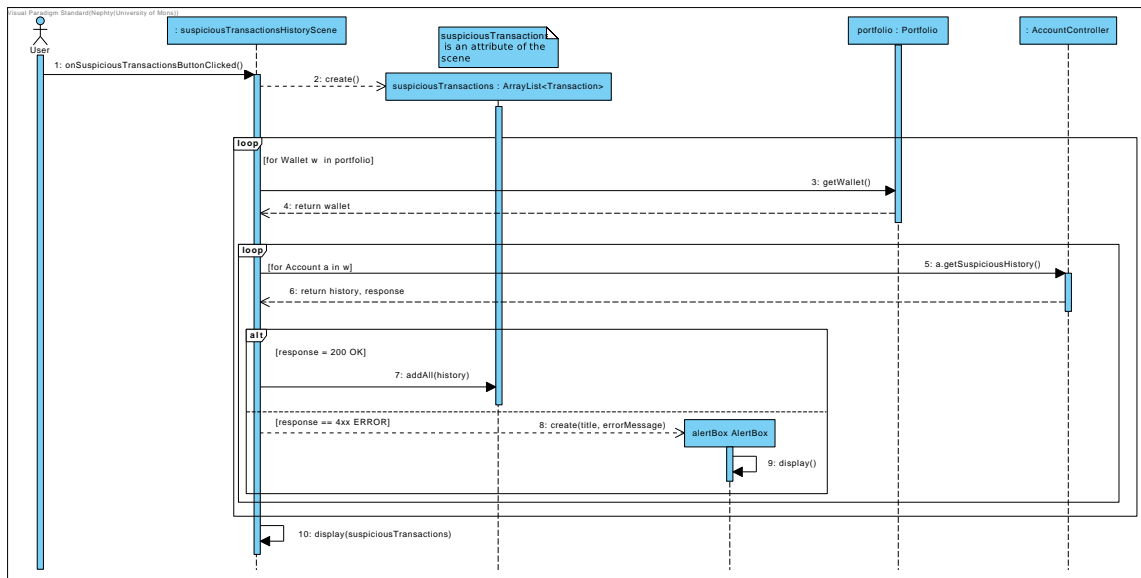 Visual Paradigm Standard(Nephty(University of Mons))
: suspiciousTransactionsHistoryScene
suspiciousTransactions
is an attribute of the
scene
portfolio : Portfolio
: AccountController
User
1: onSuspiciousTransactionsButtonClicked()
2: create()
suspiciousTransactions : ArrayList<Transaction>
loop
[for Wallet w in portfolio]
3: getWallet()
4: return wallet
loop
[for Account a in w]
5: a.getSuspiciousHistory()
6: return history, response
alt
[response = 200 OK]
7: addAll(history)
[response == 4xx ERROR]
8: create(title, errorMessage)
alertBox AlertBox
9: display()
10: display(suspiciousTransactions)